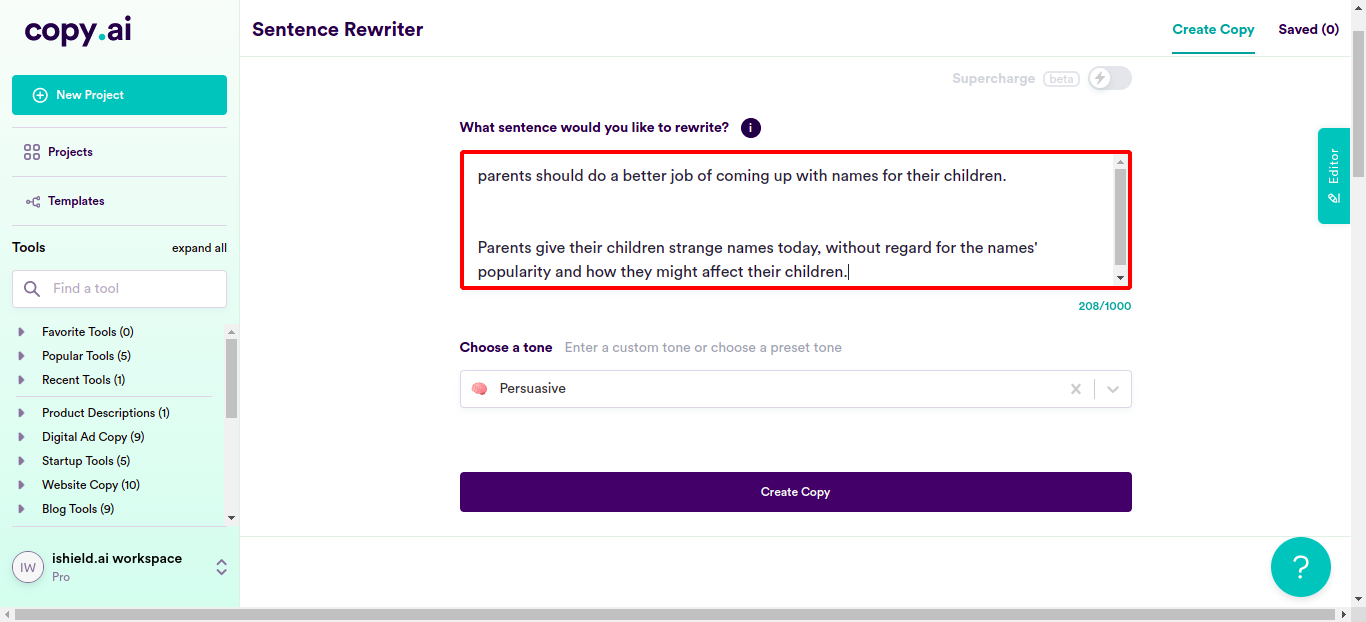 copy.ai
Sentence Rewriter
Create Copy
Saved (0)
New Project
Projects
Templates
Tools
expand all
Find a tool
Favorite Tools (0)
Popular Tools (5)
Recent Tools (1)
Product Descriptions (1)
Digital Ad Copy (9)
Startup Tools (5)
Website Copy (10)
Blog Tools (9)
IW
ishield.ai workspace
Pro
Supercharge
beta
What sentence would you like to rewrite?
i
parents should do a better job of coming up with names for their children.
Parents give their children strange names today, without regard for the names'
popularity and how they might affect their children.
208/1000
Choose a tone
Enter a custom tone or choose a preset tone
Persuasive
Create Copy
Editor
?